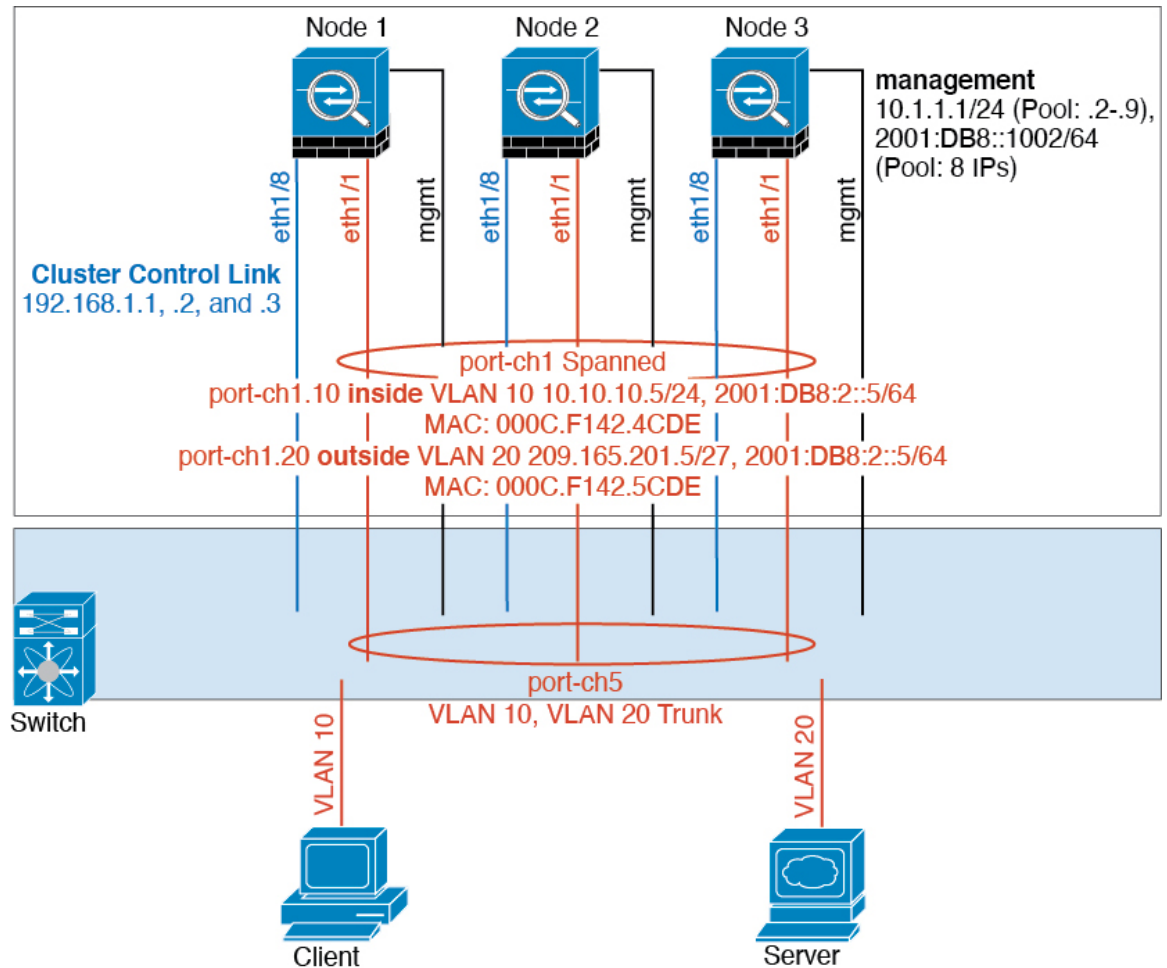 Node 1
Node 2
Node 3
management
10.1.1.1/24 (Pool: .2-.9),
2001:DB8::1002/64
(Pool: 8 IPs)
eth1/8
eth1/1
mgmt
eth1/8
eth1/1
mgmt
eth1/8
eth1/1
mgmt
Cluster Control Link
192.168.1.1, .2, and .3
port-ch1 Spanned
port-ch1.10 inside VLAN 10 10.10.10.5/24, 2001:DB8:2::5/64
MAC: 000C.F142.4CDE
port-ch1.20 outside VLAN 20 209.165.201.5/27, 2001:DB8:2::5/64
MAC: 000C.F142.5CDE
Switch
port-ch5
VLAN 10, VLAN 20 Trunk
VLAN 10
VLAN 20
Client
Server